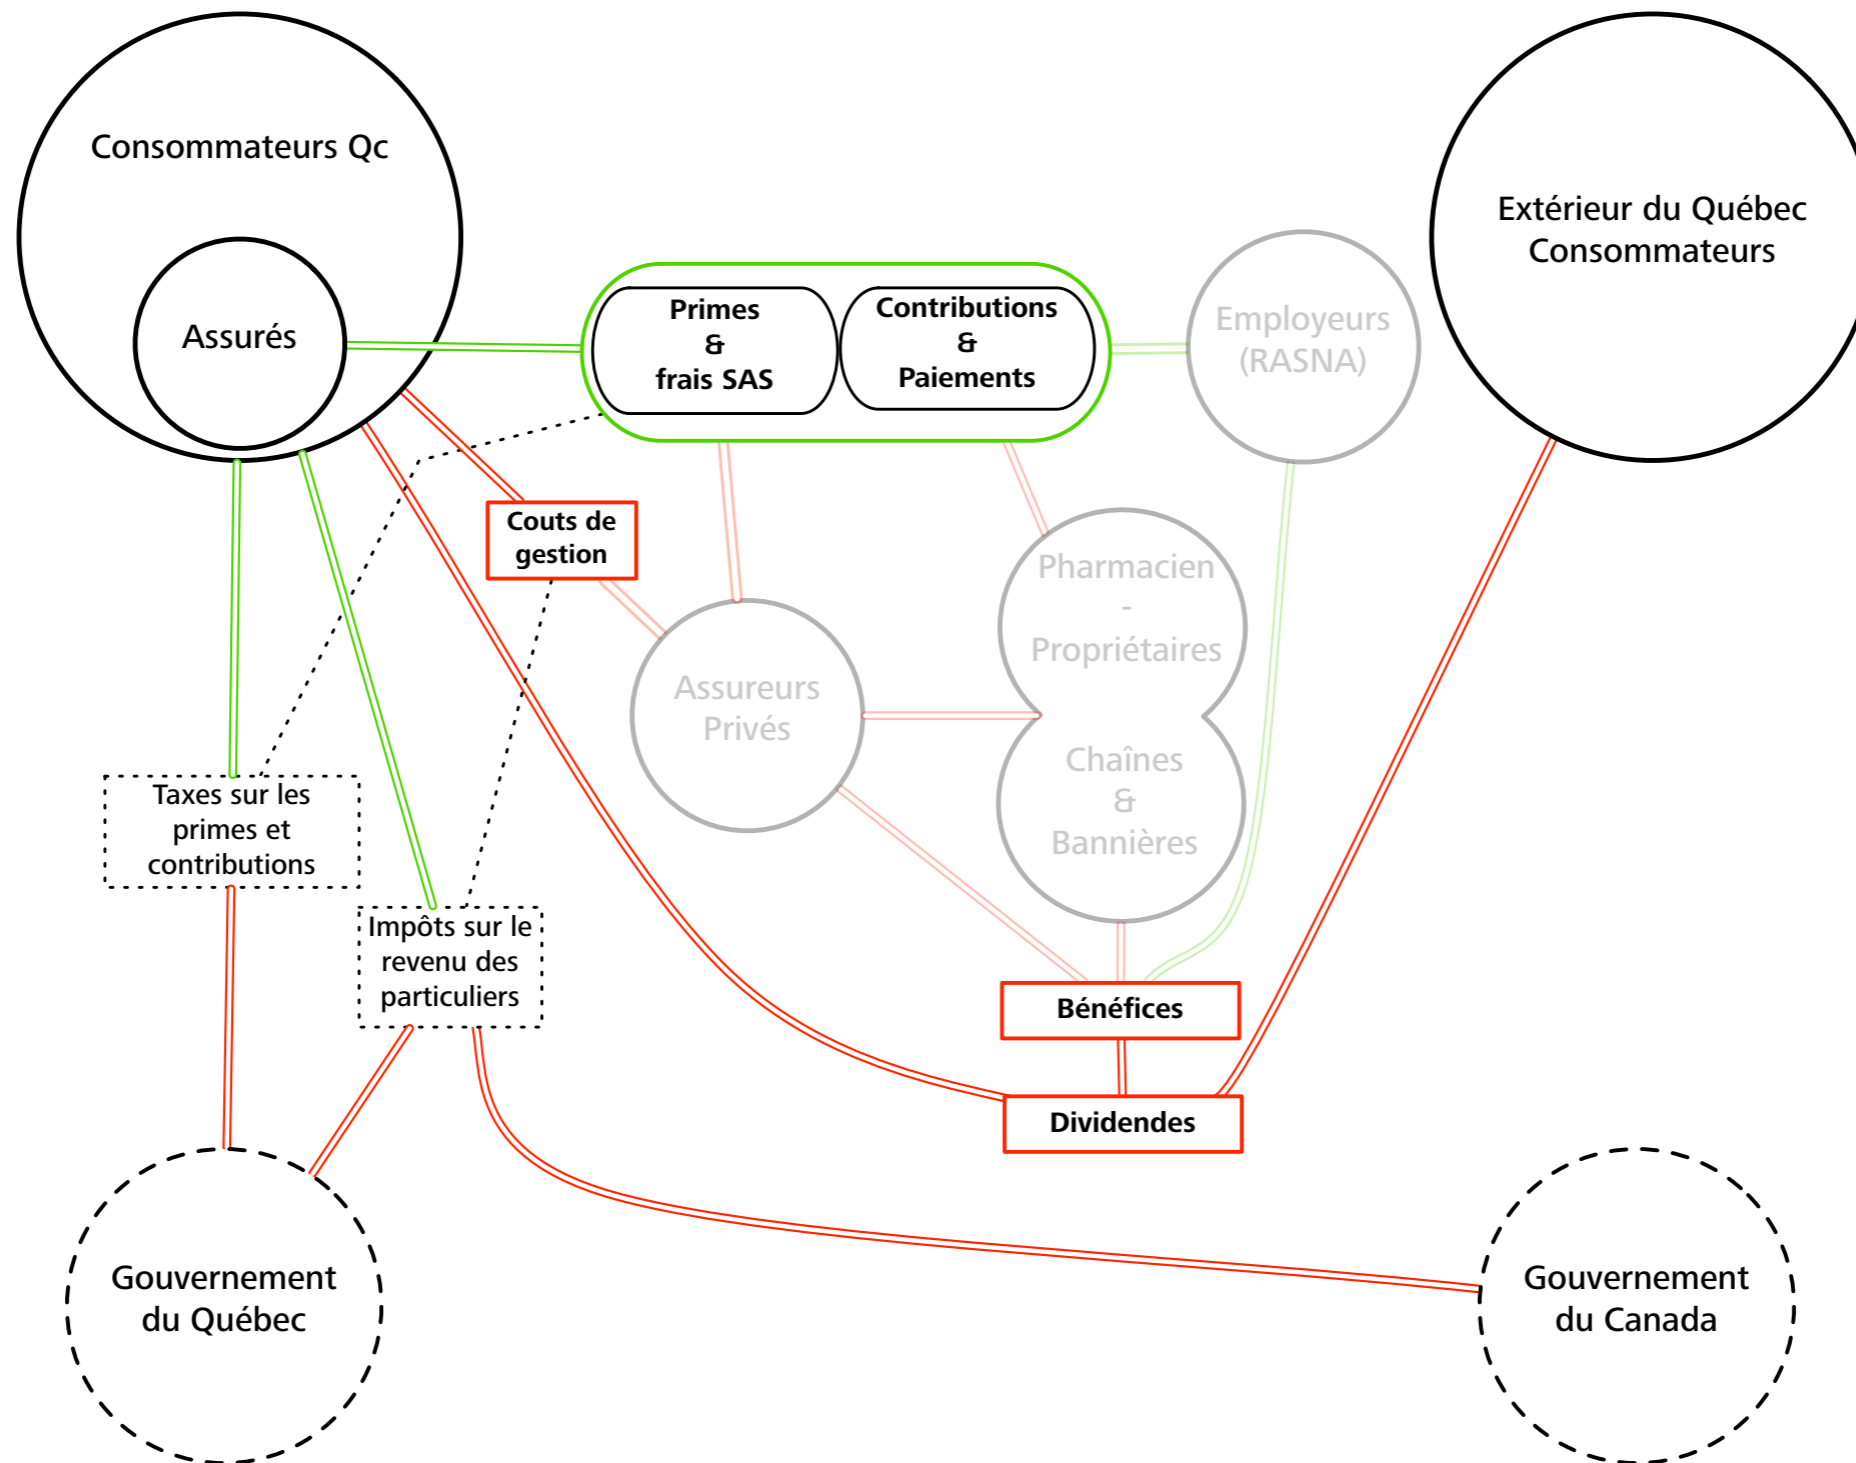 Consommateurs Qc
Extérieur du Québec
Consommateurs
Assurés
Primes
&
frais SAS
Contributions
&
Paiements
Employeurs
(RASNA)
Couts de
gestion
Pharmacien
-
Propriétaires
Assureurs
Privés
Chaînes
&
Bannières
Taxes sur les
primes et
contributions
Impôts sur le
revenu des
particuliers
Bénéfices
Dividendes
Gouvernement
du Québec
Gouvernement
du Canada